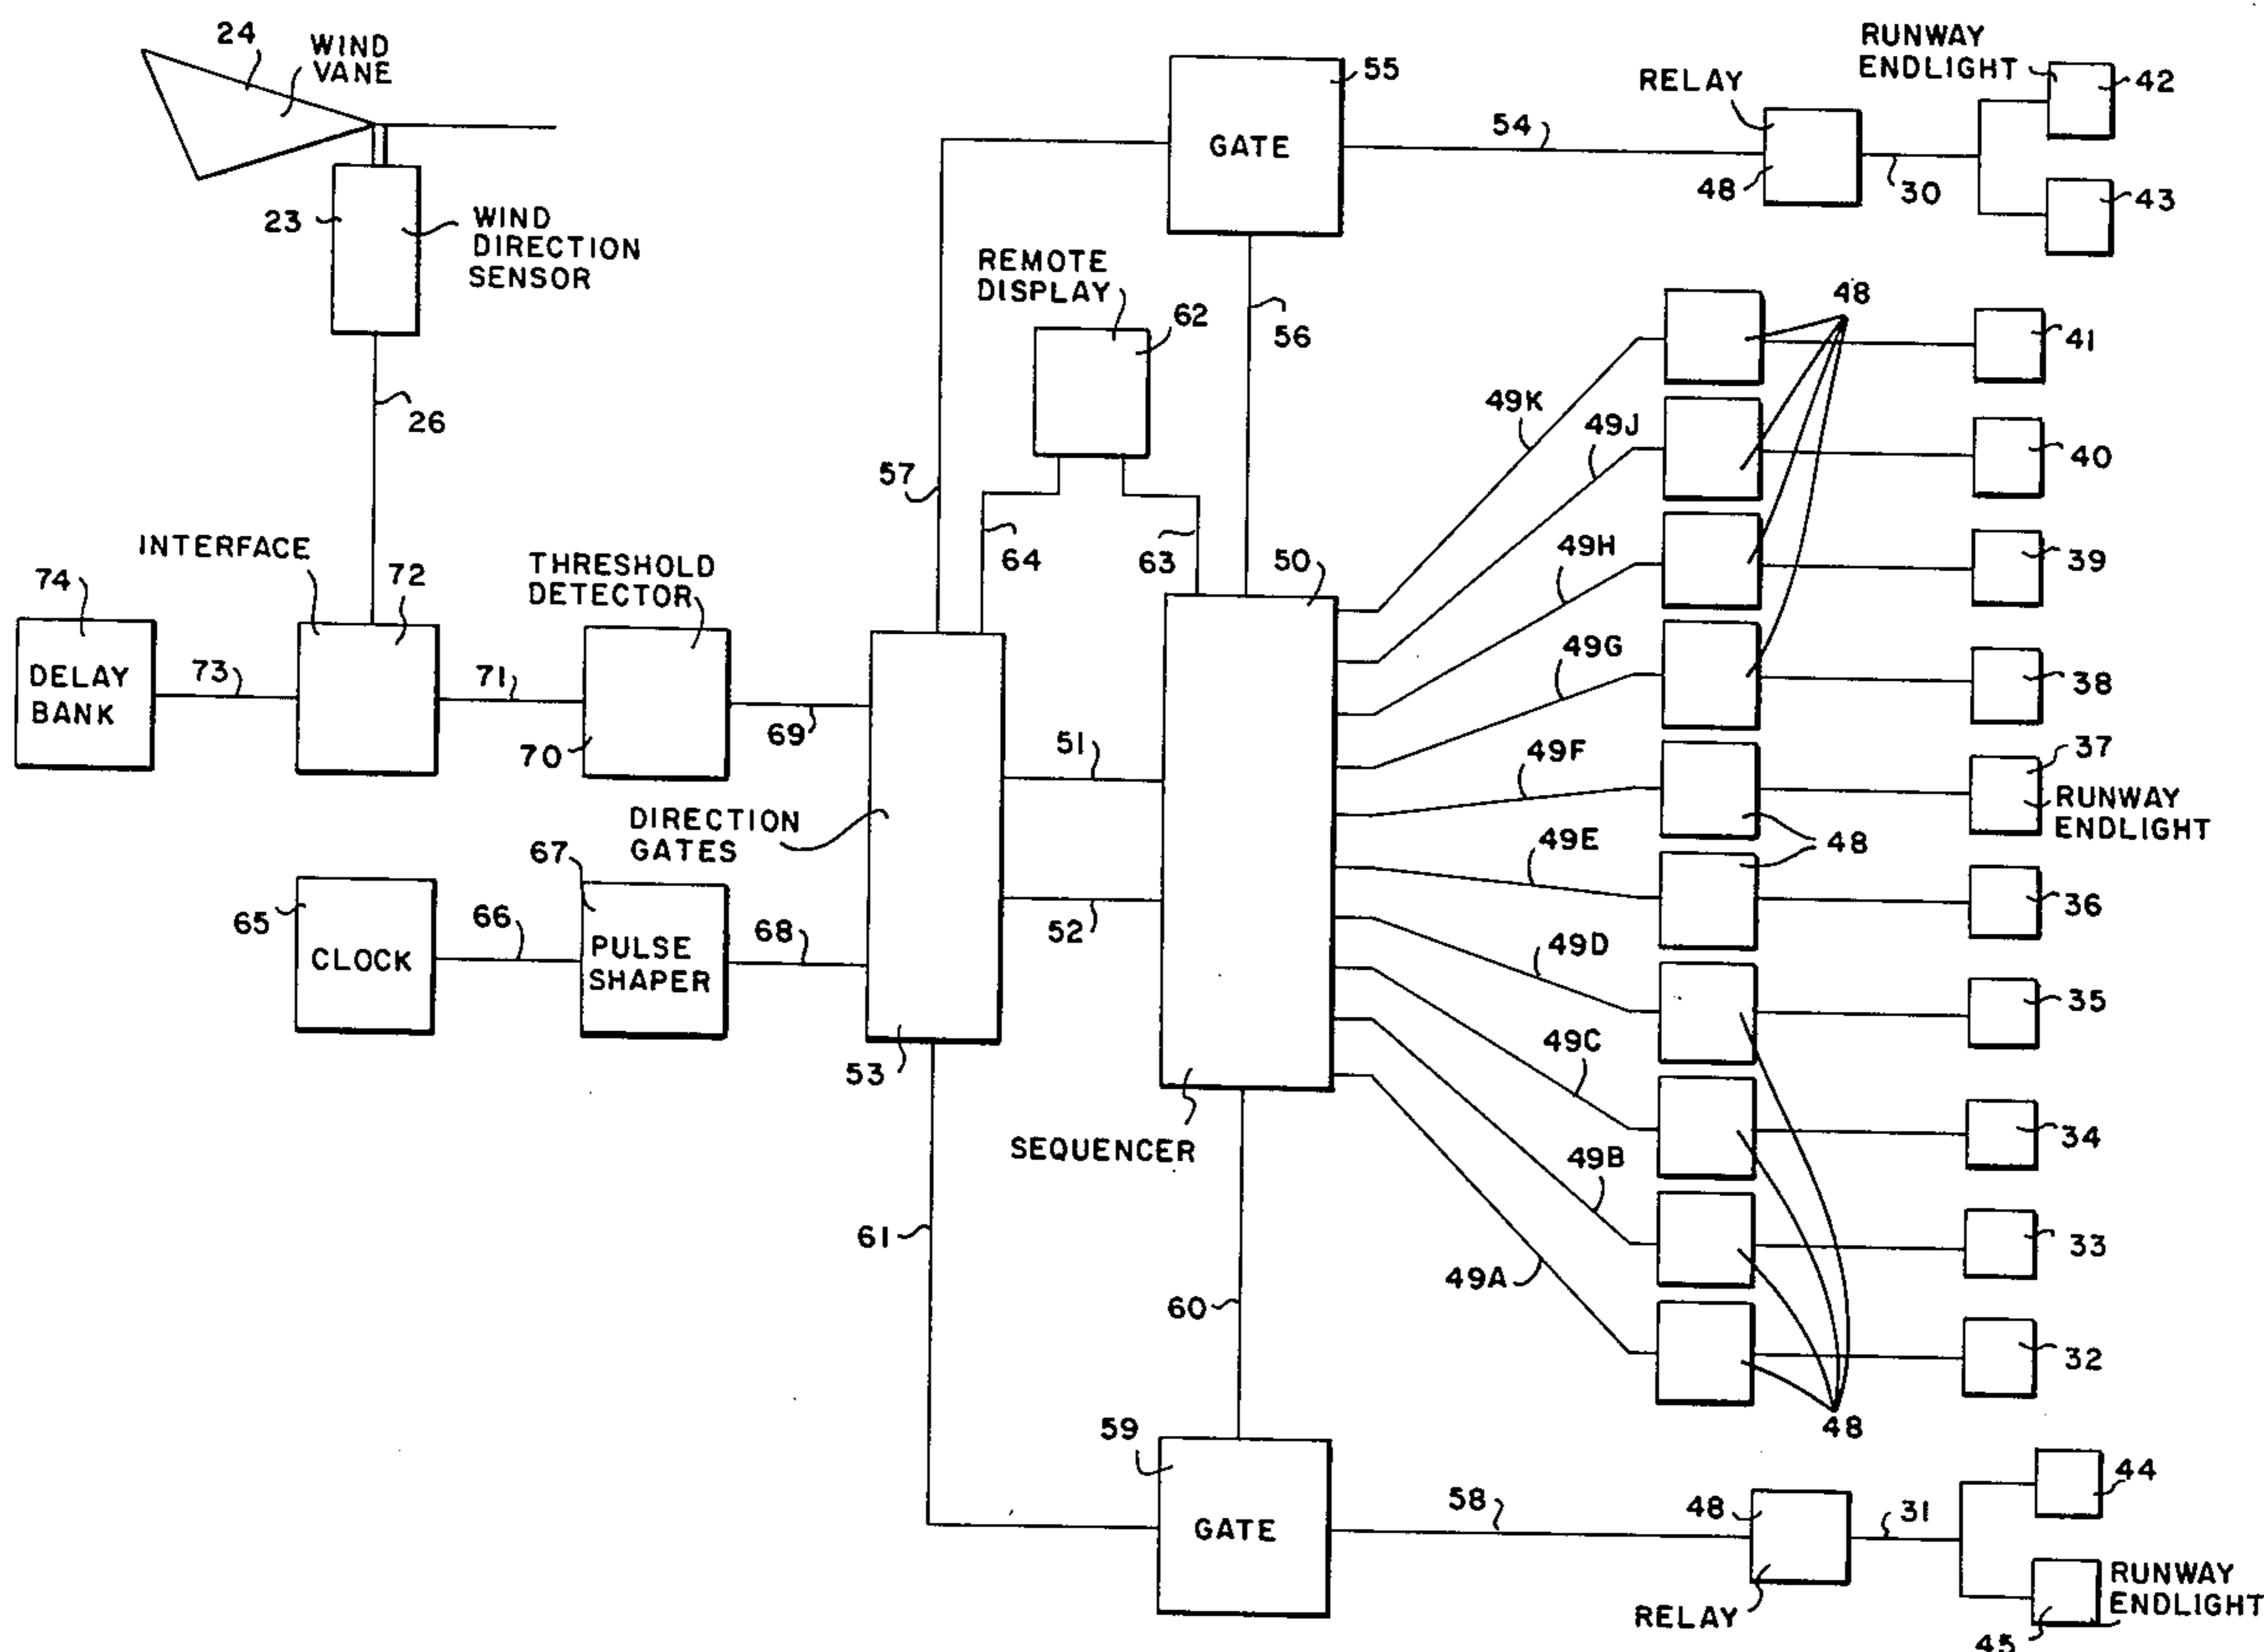 24
WIND
VANE
23
WIND
DIRECTION
SENSOR
26
55
GATE
54
RELAY
48
30
RUNWAY
ENDLIGHT
42
43
REMOTE
DISPLAY
62
56
57
64
63
50
48
41
40
39
38
37
RUNWAY
ENDLIGHT
36
35
34
33
32
49K
49J
49H
49G
49F
49E
49D
49C
49B
49A
48
48
INTERFACE
72
74
DELAY
BANK
73
71
THRESHOLD
DETECTOR
70
69
51
52
DIRECTION
GATES
67
65
CLOCK
66
PULSE
SHAPER
68
53
SEQUENCER
61
60
59
GATE
58
48
RELAY
31
44
RUNWAY
ENDLIGHT
45